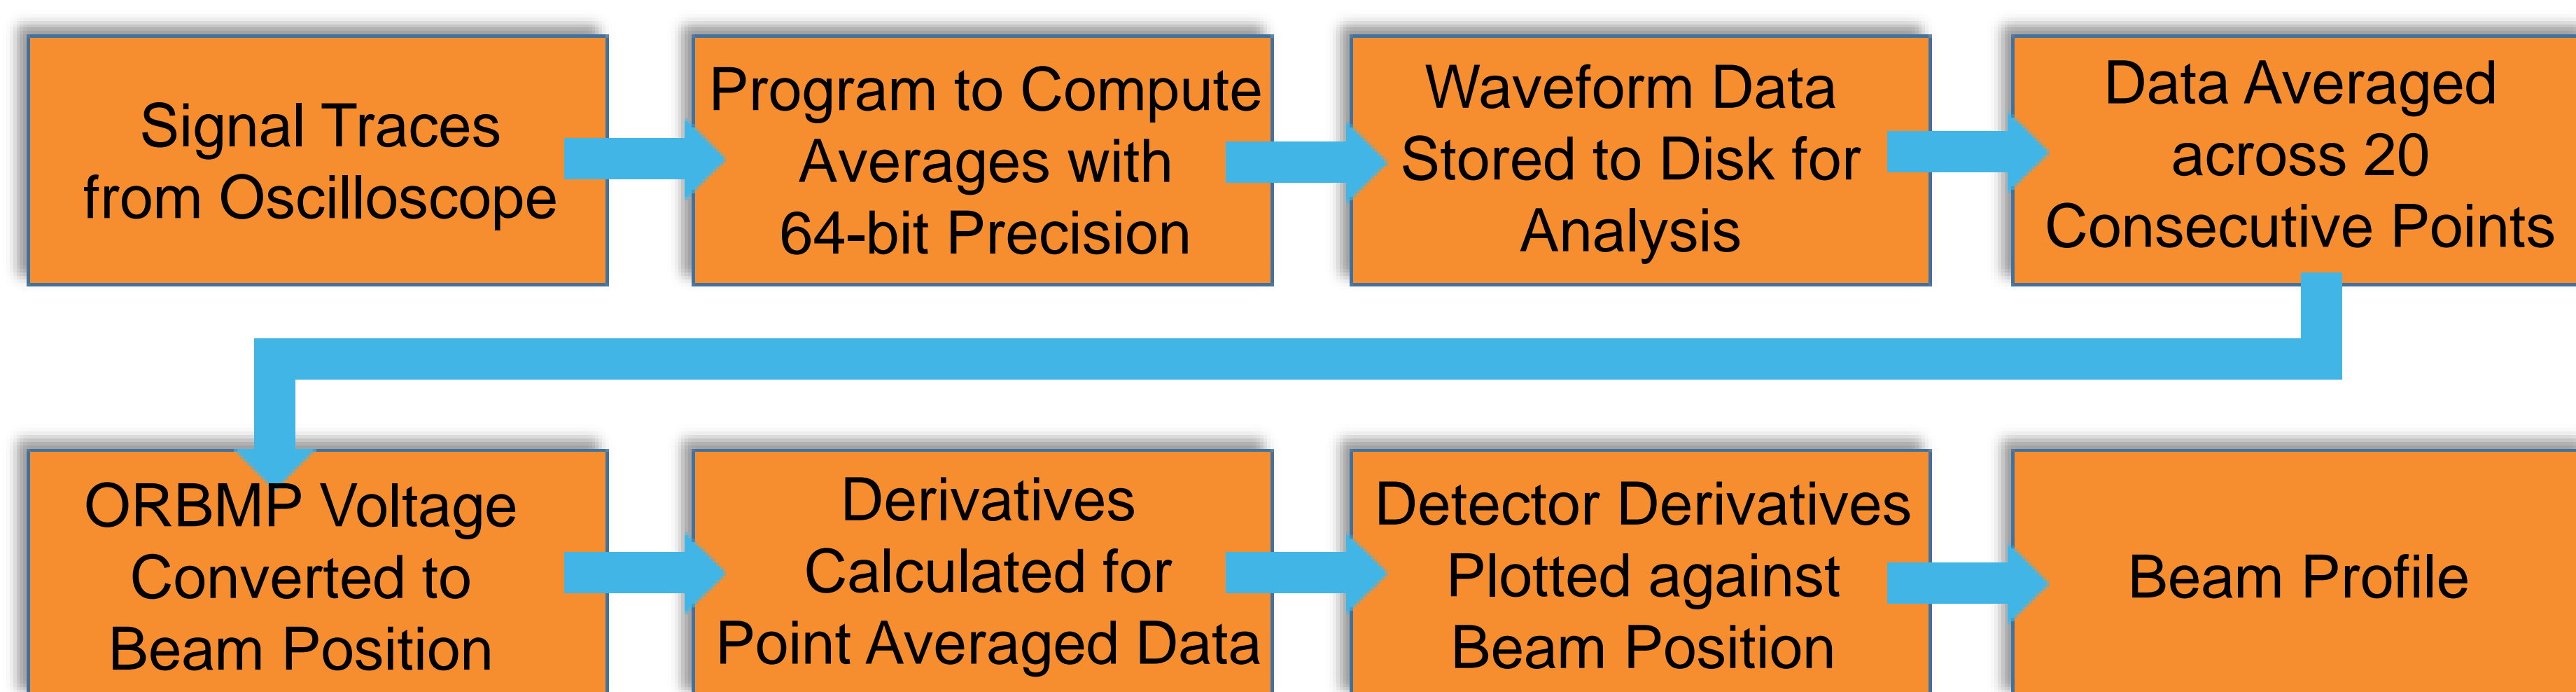 Signal Traces
from Oscilloscope
Program to Compute
Averages with
64-bit Precision
Waveform Data
Stored to Disk for
Analysis
Data Averaged
across 20
Consecutive Points
ORBMP Voltage
Converted to
Beam Position
Derivatives
Calculated for
Point Averaged Data
Detector Derivatives
Plotted against
Beam Position
Beam Profile